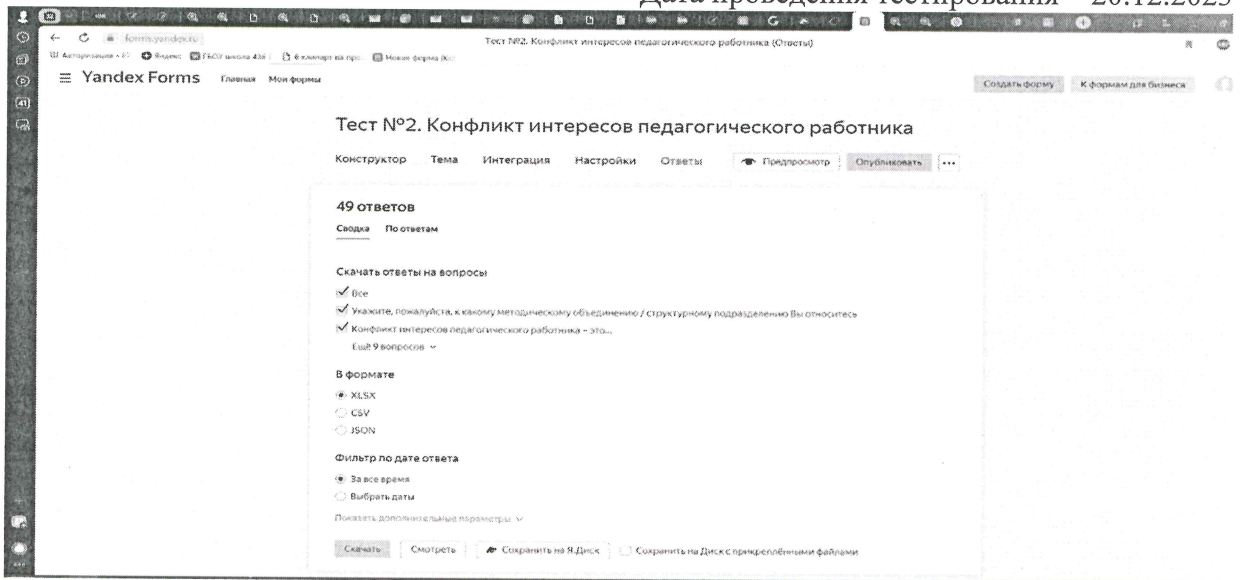 Дата проведения тестирования – 20.12.2023
forms.yandex.ru
Тест №2. Конфликт интересов педагогического работника (Ответы)
Яндекс
Yandex Forms Главная Мои формы
Создать форму К формам для бизнеса
Тест №2. Конфликт интересов педагогического работника
Конструктор Тема Интеграция Настройки Ответы Предпросмотр Опубликовать ...
49 ответов
Сводка По ответам
Скачать ответы на вопросы
Все
Укажите, пожалуйста, к какому методическому объединению / структурному подразделению Вы относитесь
Конфликт интересов педагогического работника – это...
Ещё 9 вопросов
В формате
XLSX
CSV
JSON
Фильтр по дате ответа
За все время
Выбрать даты
Показать дополнительные параметры
Скачать Смотреть Сохранить на Я.Диск Сохранить на Диск с прикреплёнными файлами